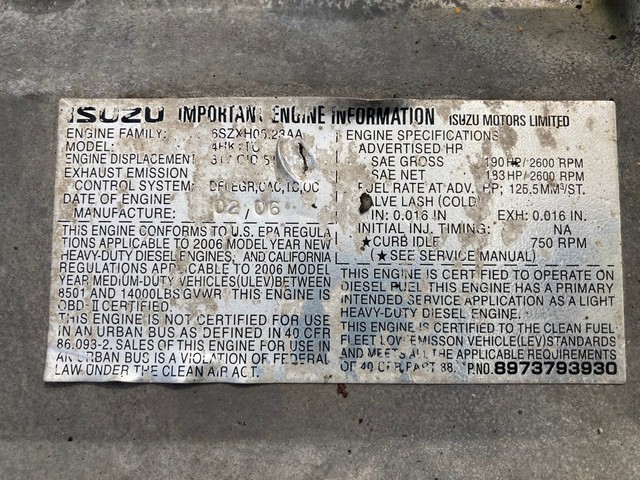 ISUZU IMPORTANT ENGINE INFORMATION ISUZU MOTORS LIMITED
ENGINE FAMILY: 6SZXH05.23AA
MODEL:
ENGINE DISPLACEMENT
EXHAUST EMISSION
CONTROL SYSTEM:
DATE OF ENGINE
MANUFACTURE: 02/06
THIS ENGINE CONFORMS TO U.S. EPA REGULA
TIONS APPLICABLE TO 2006 MODEL YEAR NEW
HEAVY-DUTY DIESEL ENGINES, AND CALIFORNIA
REGULATIONS APPLICABLE TO 2006 MODEL
YEAR MEDIUM-DUTY VEHICLES(ULEV)BETWEEN
8501 AND 14000LBS GVWR THIS ENGINE IS
OBD II CERTIFIED.
THIS ENGINE IS NOT CERTIFIED FOR USE
IN AN URBAN BUS AS DEFINED IN 40 CFR
86.093-2. SALES OF THIS ENGINE FOR USE IN
AN URBAN BUS IS A VIOLATION OF FEDERAL
LAW UNDER THE CLEAN AIR ACT.
ENGINE SPECIFICATIONS
ADVERTISED HP
SAE GROSS 190 HP/2600 RPM
SAE NET 193 HP/2600 RPM
FUEL RATE AT ADV. HP: 126.5MM³/ST.
VALVE LASH (COLD)
IN: 0.016 IN EXH: 0.016 IN.
INITIAL INJ. TIMING: NA
★CURB IDLE 750 RPM
(★SEE SERVICE MANUAL)
THIS ENGINE IS CERTIFIED TO OPERATE ON
DIESEL FUEL THIS ENGINE HAS A PRIMARY
INTENDED SERVICE APPLICATION AS A LIGHT
HEAVY-DUTY DIESEL ENGINE.
THIS ENGINE IS CERTIFIED TO THE CLEAN FUEL
FLEET LOW EMISSON VEHICLE(LEV)STANDARDS
AND MEETS ALL THE APPLICABLE REQUIREMENTS
OF 40 CFR PART 88. P.NO.8973793930